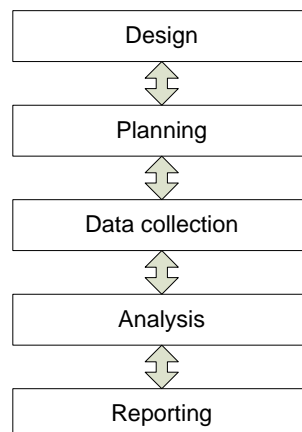 Design
Planning
Data collection
Analysis
Reporting